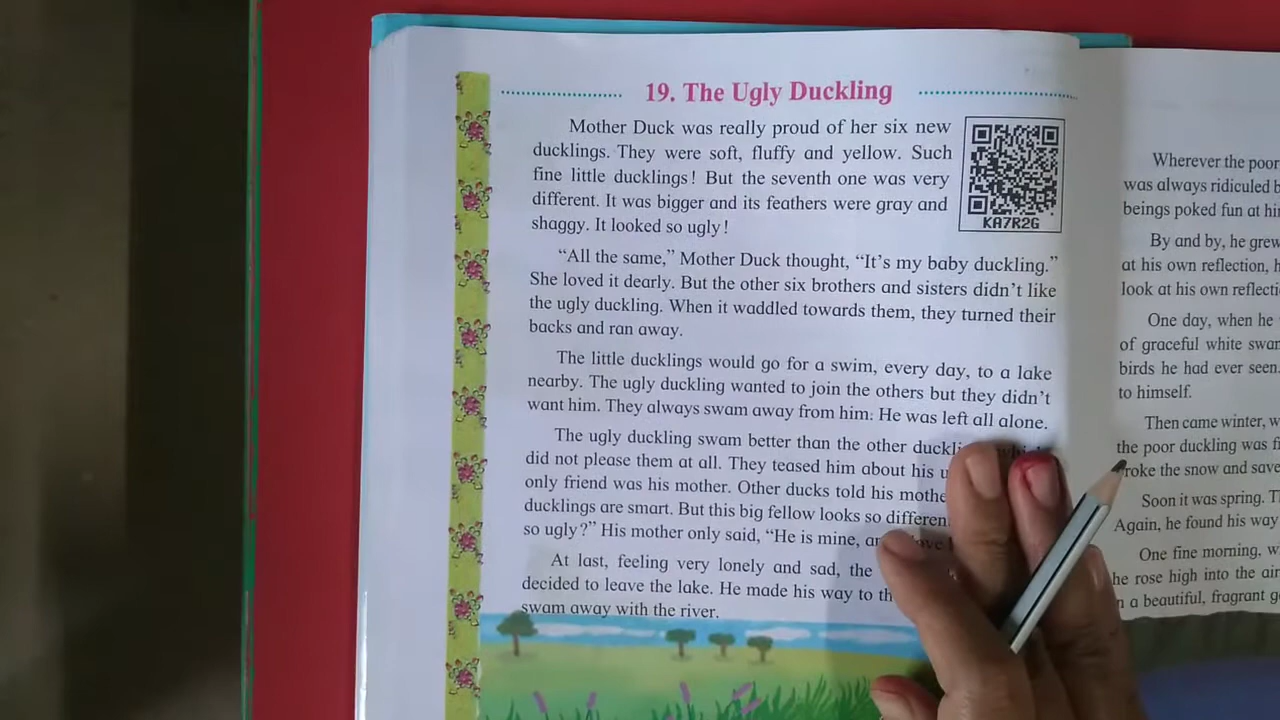 19. The Ugly Duckling
Mother Duck was really proud of her six new
ducklings. They were soft, fluffy and yellow. Such
fine little ducklings! But the seventh one was very
different. It was bigger and its feathers were gray and
shaggy. It looked so ugly!
KA7R2G
“All the same,” Mother Duck thought, “It’s my baby duckling.”
She loved it dearly. But the other six brothers and sisters didn’t like
the ugly duckling. When it waddled towards them, they turned their
backs and ran away.
The little ducklings would go for a swim, every day, to a lake
nearby. The ugly duckling wanted to join the others but they didn’t
want him. They always swam away from him. He was left all alone.
The ugly duckling swam better than the other
did not please them at all. They teased him about his
only friend was his mother. Other ducks told his
ducklings are smart. But this big fellow looks so
so ugly?” His mother only said, “He is mine,
At last, feeling very lonely and sad, the
decided to leave the lake. He made his way to
swam away with the river.
Wherever the poor
was always ridiculed
beings poked fun at
By and by, he grew
at his own reflection,
look at his own
One day, when he
of graceful white
birds he had ever seen.
to himself.
Then came winter,
the poor duckling was
the snow and
Soon it was spring.
Again, he found his way
One fine morning,
he rose high into the air
a beautiful, fragrant